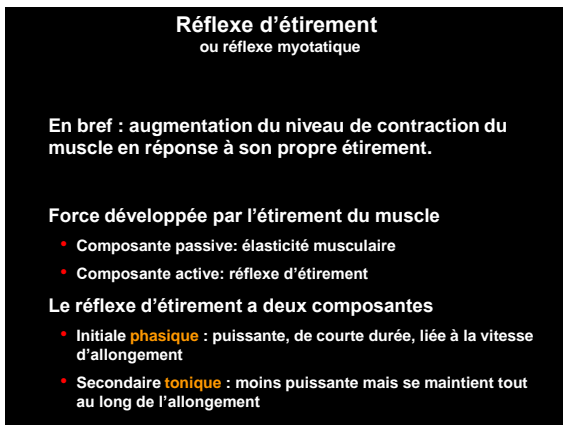 Réflexe d’étirement
ou réflexe myotatique
En bref : augmentation du niveau de contraction du
muscle en réponse à son propre étirement.
Force développée par l’étirement du muscle
• Composante passive: élasticité musculaire
• Composante active: réflexe d’étirement
Le réflexe d’étirement a deux composantes
• Initiale phasique : puissante, de courte durée, liée à la vitesse
d’allongement
• Secondaire tonique : moins puissante mais se maintient tout
au long de l’allongement